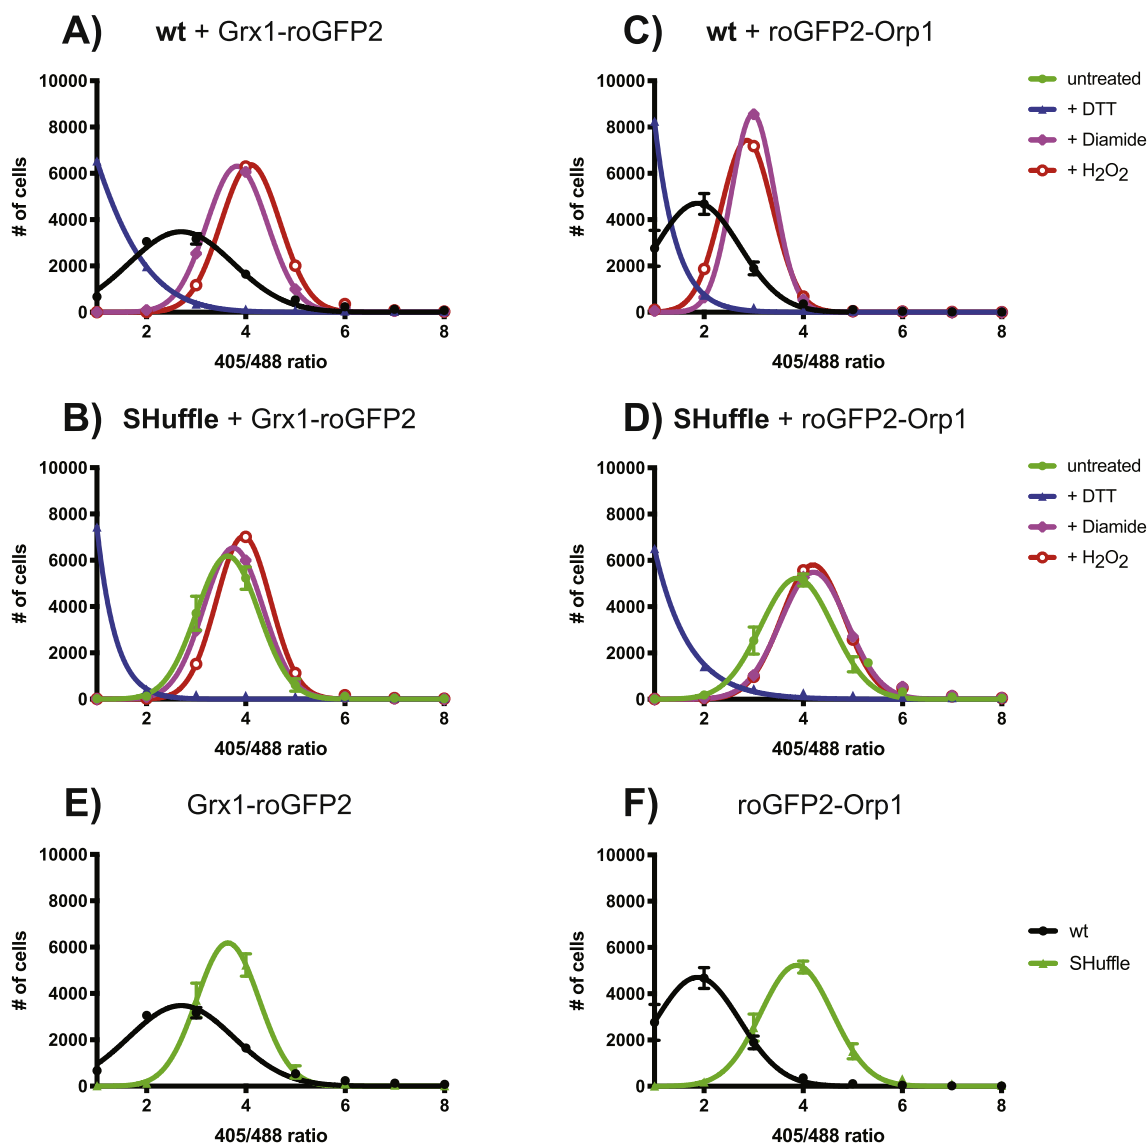 A) wt + Grx1-roGFP2
10000
8000
6000
4000
2000
0
# of cells
2 4 6 8
405/488 ratio
C) wt + roGFP2-Orp1
10000
8000
6000
4000
2000
0
# of cells
2 4 6 8
405/488 ratio
untreated
+ DTT
+ Diamide
+ H2O2
B) SHuffle + Grx1-roGFP2
10000
8000
6000
4000
2000
0
# of cells
2 4 6 8
405/488 ratio
D) SHuffle + roGFP2-Orp1
10000
8000
6000
4000
2000
0
# of cells
2 4 6 8
405/488 ratio
untreated
+ DTT
+ Diamide
+ H2O2
E) Grx1-roGFP2
10000
8000
6000
4000
2000
0
# of cells
2 4 6 8
405/488 ratio
F) roGFP2-Orp1
10000
8000
6000
4000
2000
0
# of cells
2 4 6 8
405/488 ratio
wt
SHuffle